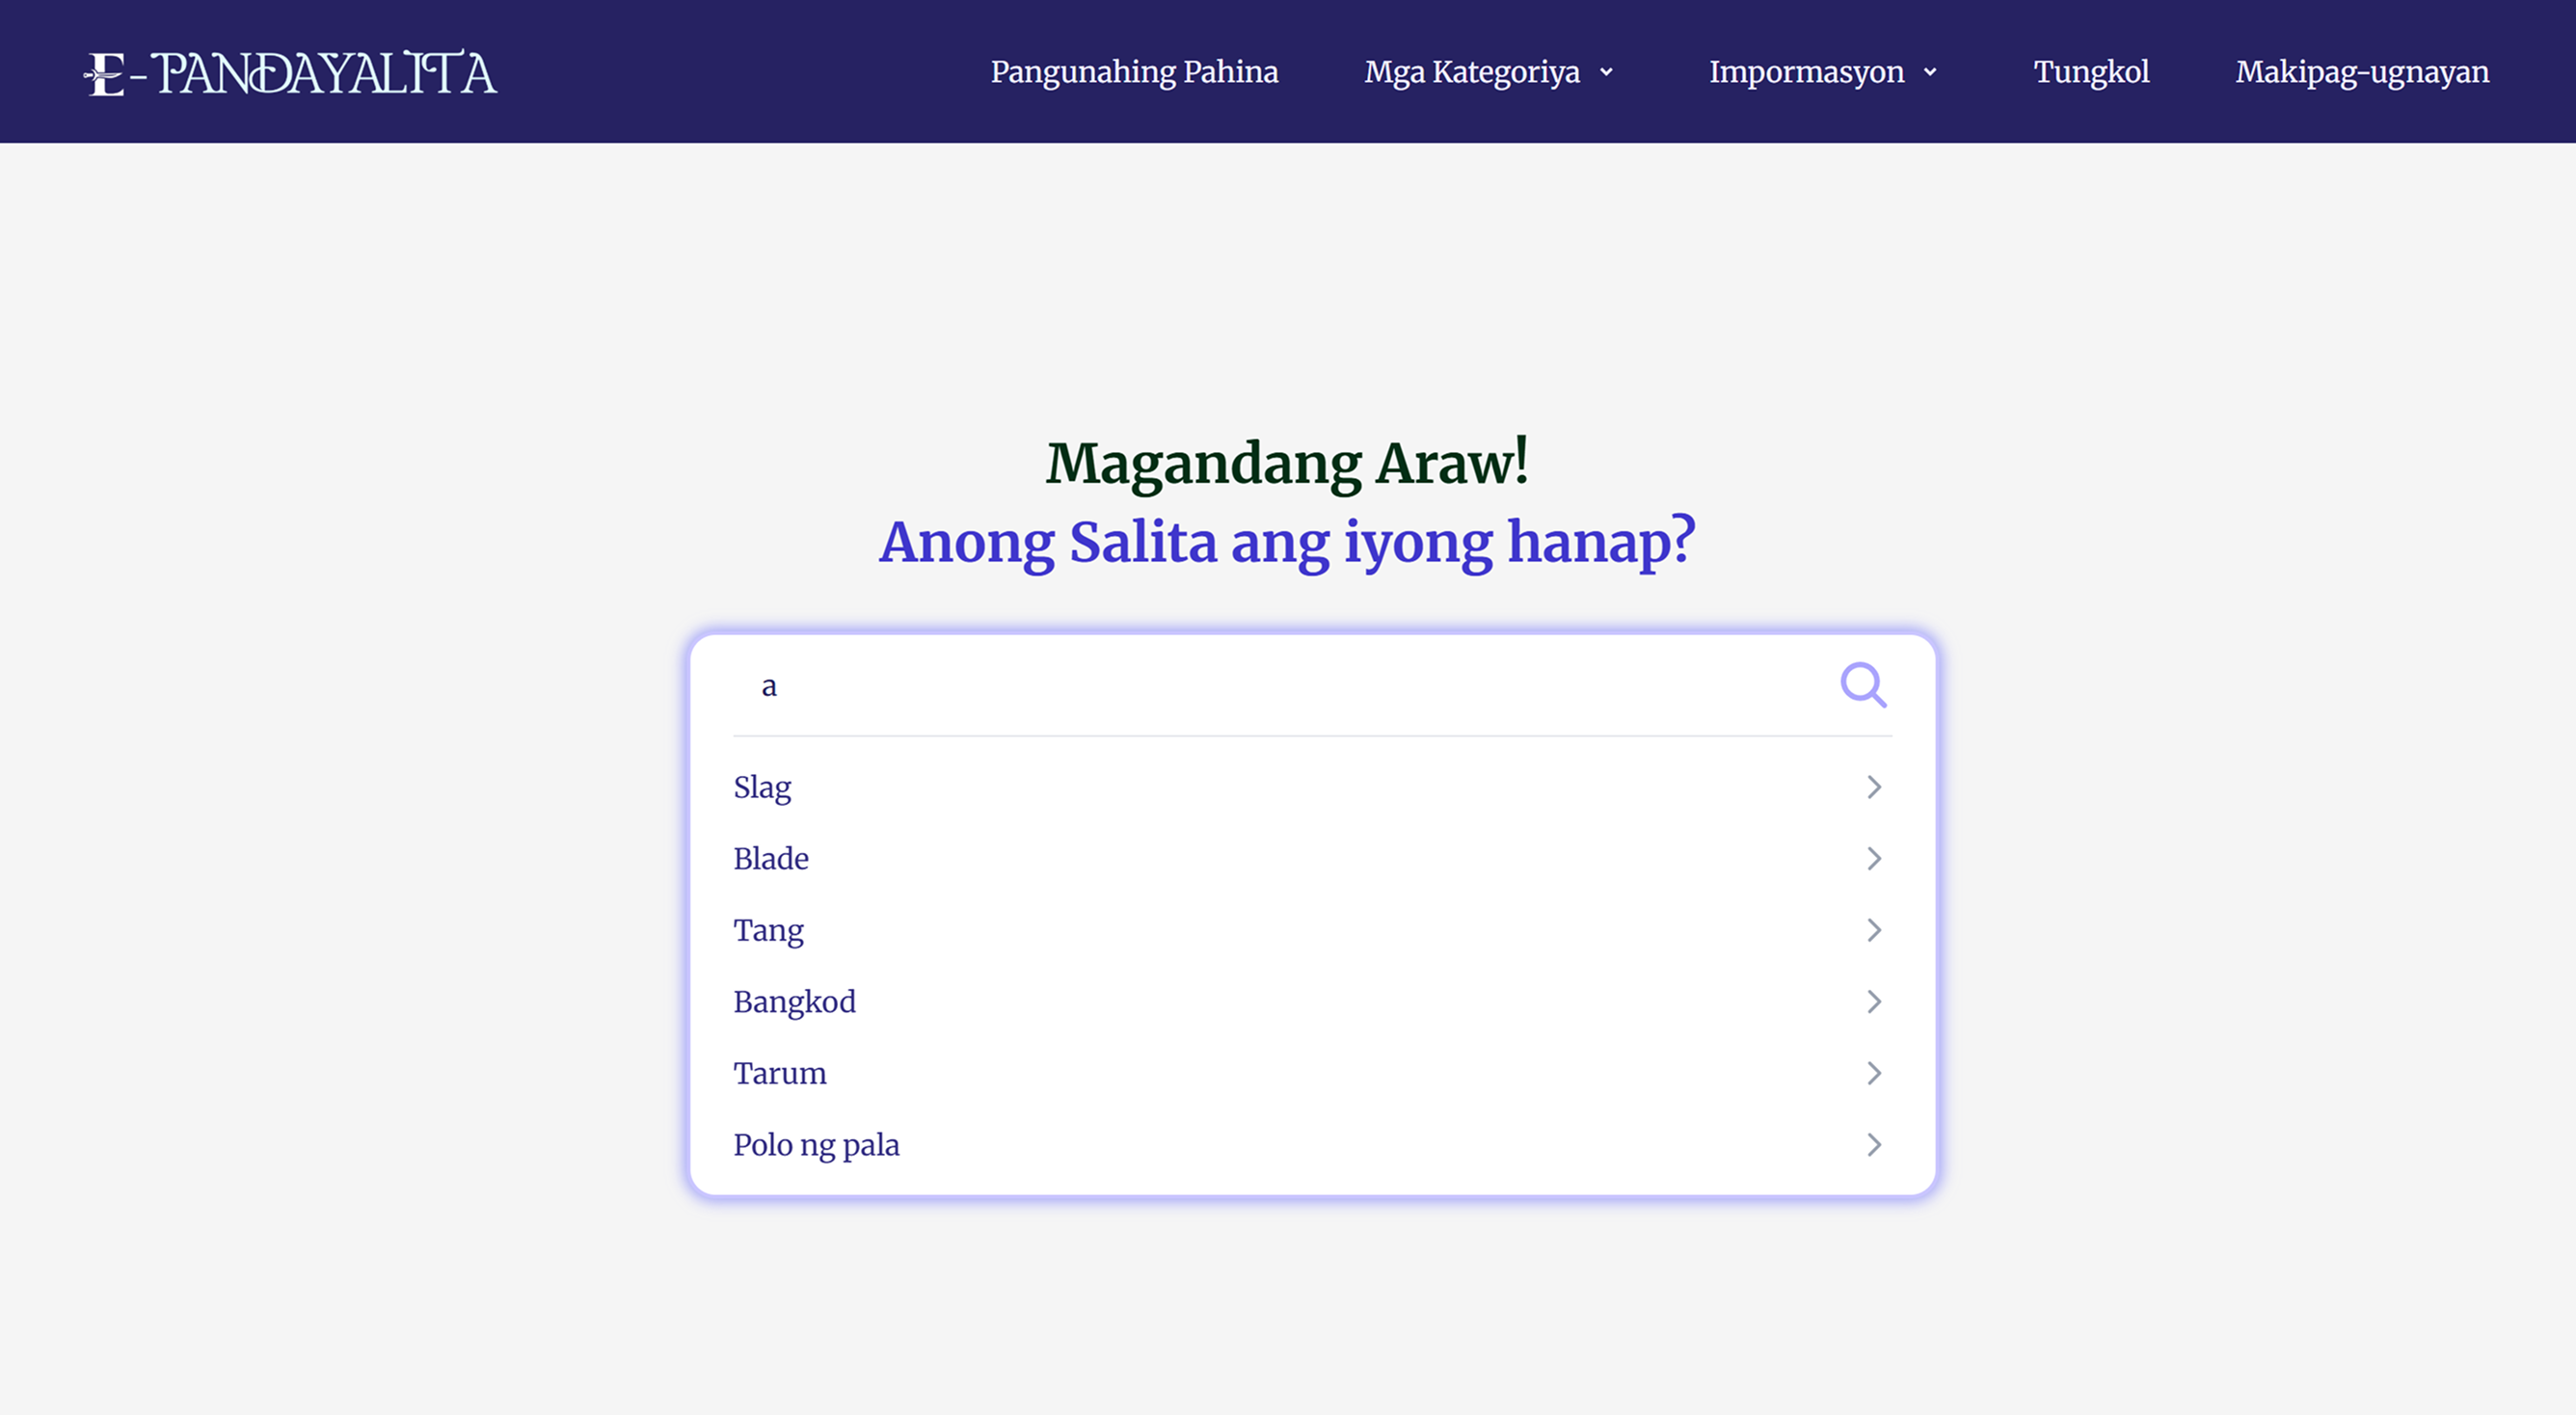 E-PANDAYALITA
Pangunahing Pahina Mga Kategoriya Impormasyon Tungkol Makipag-ugnayan
Magandang Araw!
Anong Salita ang iyong hanap?
a
Slag
Blade
Tang
Bangkod
Tarum
Polo ng pala